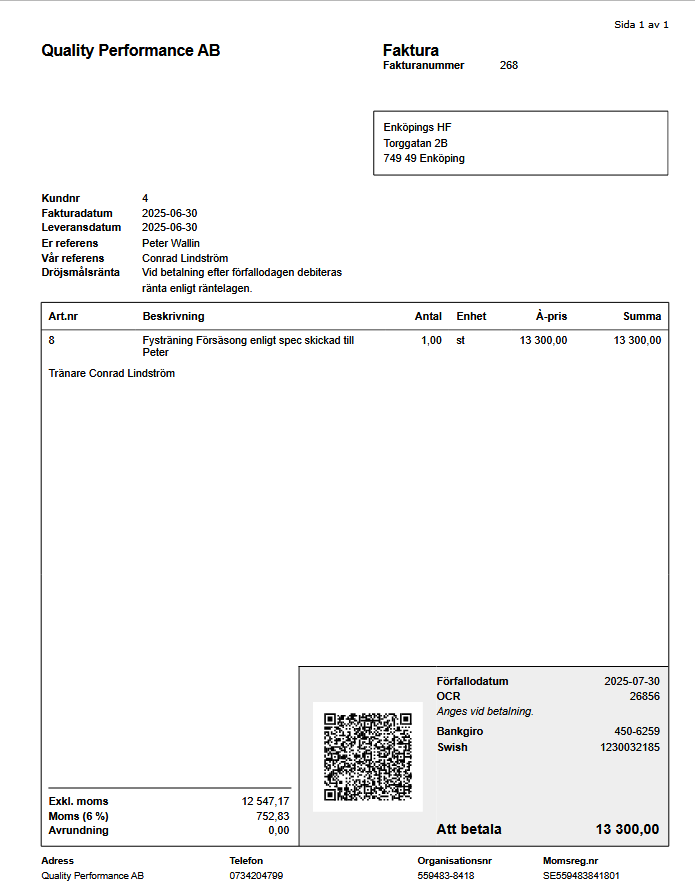 Sida 1 av 1
Quality Performance AB
Faktura
Fakturanummer 268
Enköpings HF
Torggatan 2B
749 49 Enköping
Kundnr 4
Fakturadatum 2025-06-30
Leveransdatum 2025-06-30
Er referens Peter Wallin
Vår referens Conrad Lindström
Dröjsmålsränta Vid betalning efter förfallodagen debiteras
ränta enligt räntelagen.
Art.nr Beskrivning Antal Enhet À-pris Summa
8 Fysträning Försäsong enligt spec skickad till 1,00 st 13 300,00 13 300,00
Peter
Tränare Conrad Lindström
Förfallodatum 2025-07-30
OCR 26856
Anges vid betalning.
Bankgiro 450-6259
Swish 1230032185
Exkl. moms 12 547,17
Moms (6 %) 752,83
Avrundning 0,00
Att betala 13 300,00
Adress Telefon Organisationsnr Momsreg.nr
Quality Performance AB 0734204799 559483-8418 SE559483841801